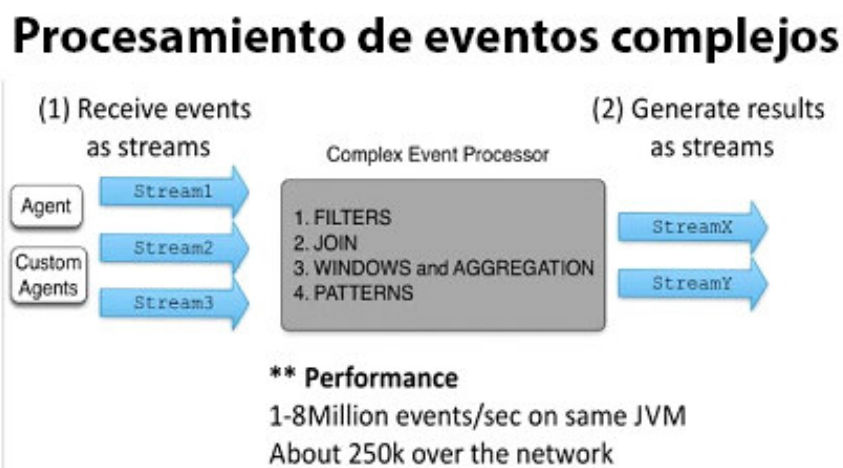 Procesamiento de eventos complejos
(1) Receive events
as streams
(2) Generate results
as streams
Complex Event Processor
Agent
Custom
Agents
Stream1
Stream2
Stream3
1. FILTERS
2. JOIN
3. WINDOWS and AGGREGATION
4. PATTERNS
StreamX
StreamY
** Performance
1-8Million events/sec on same JVM
About 250k over the network